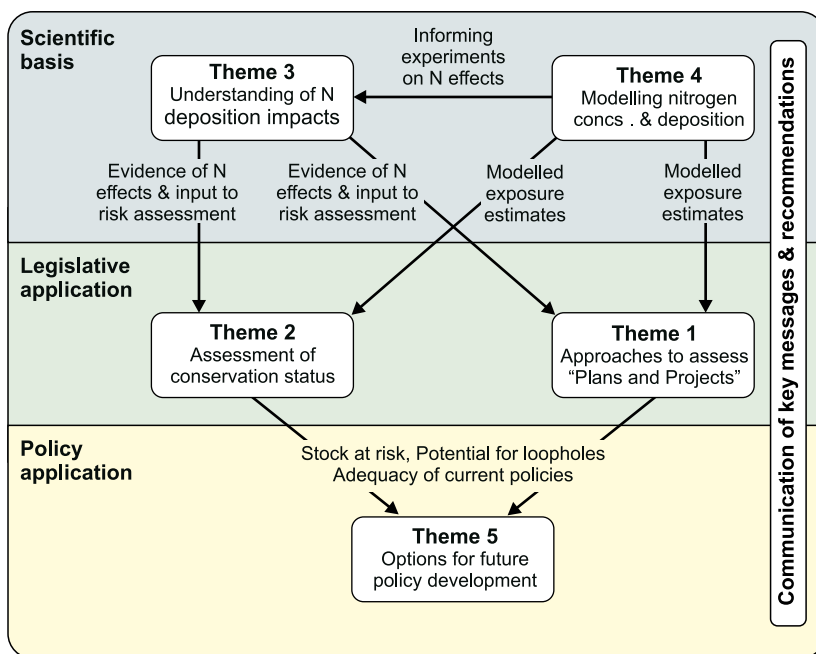 Scientific
basis
Informing
experiments
on N effects
Theme 3
Understanding of N
deposition impacts
Theme 4
Modelling nitrogen
concs . & deposition
Evidence of N
effects & input to
risk assessment
Evidence of N
effects & input to
risk assessment
Modelled
exposure
estimates
Modelled
exposure
estimates
Legislative
application
Theme 2
Assessment of
conservation status
Theme 1
Approaches to assess
“Plans and Projects”
Policy
application
Stock at risk, Potential for loopholes
Adequacy of current policies
Theme 5
Options for future
policy development
Communication of key messages & recommendations